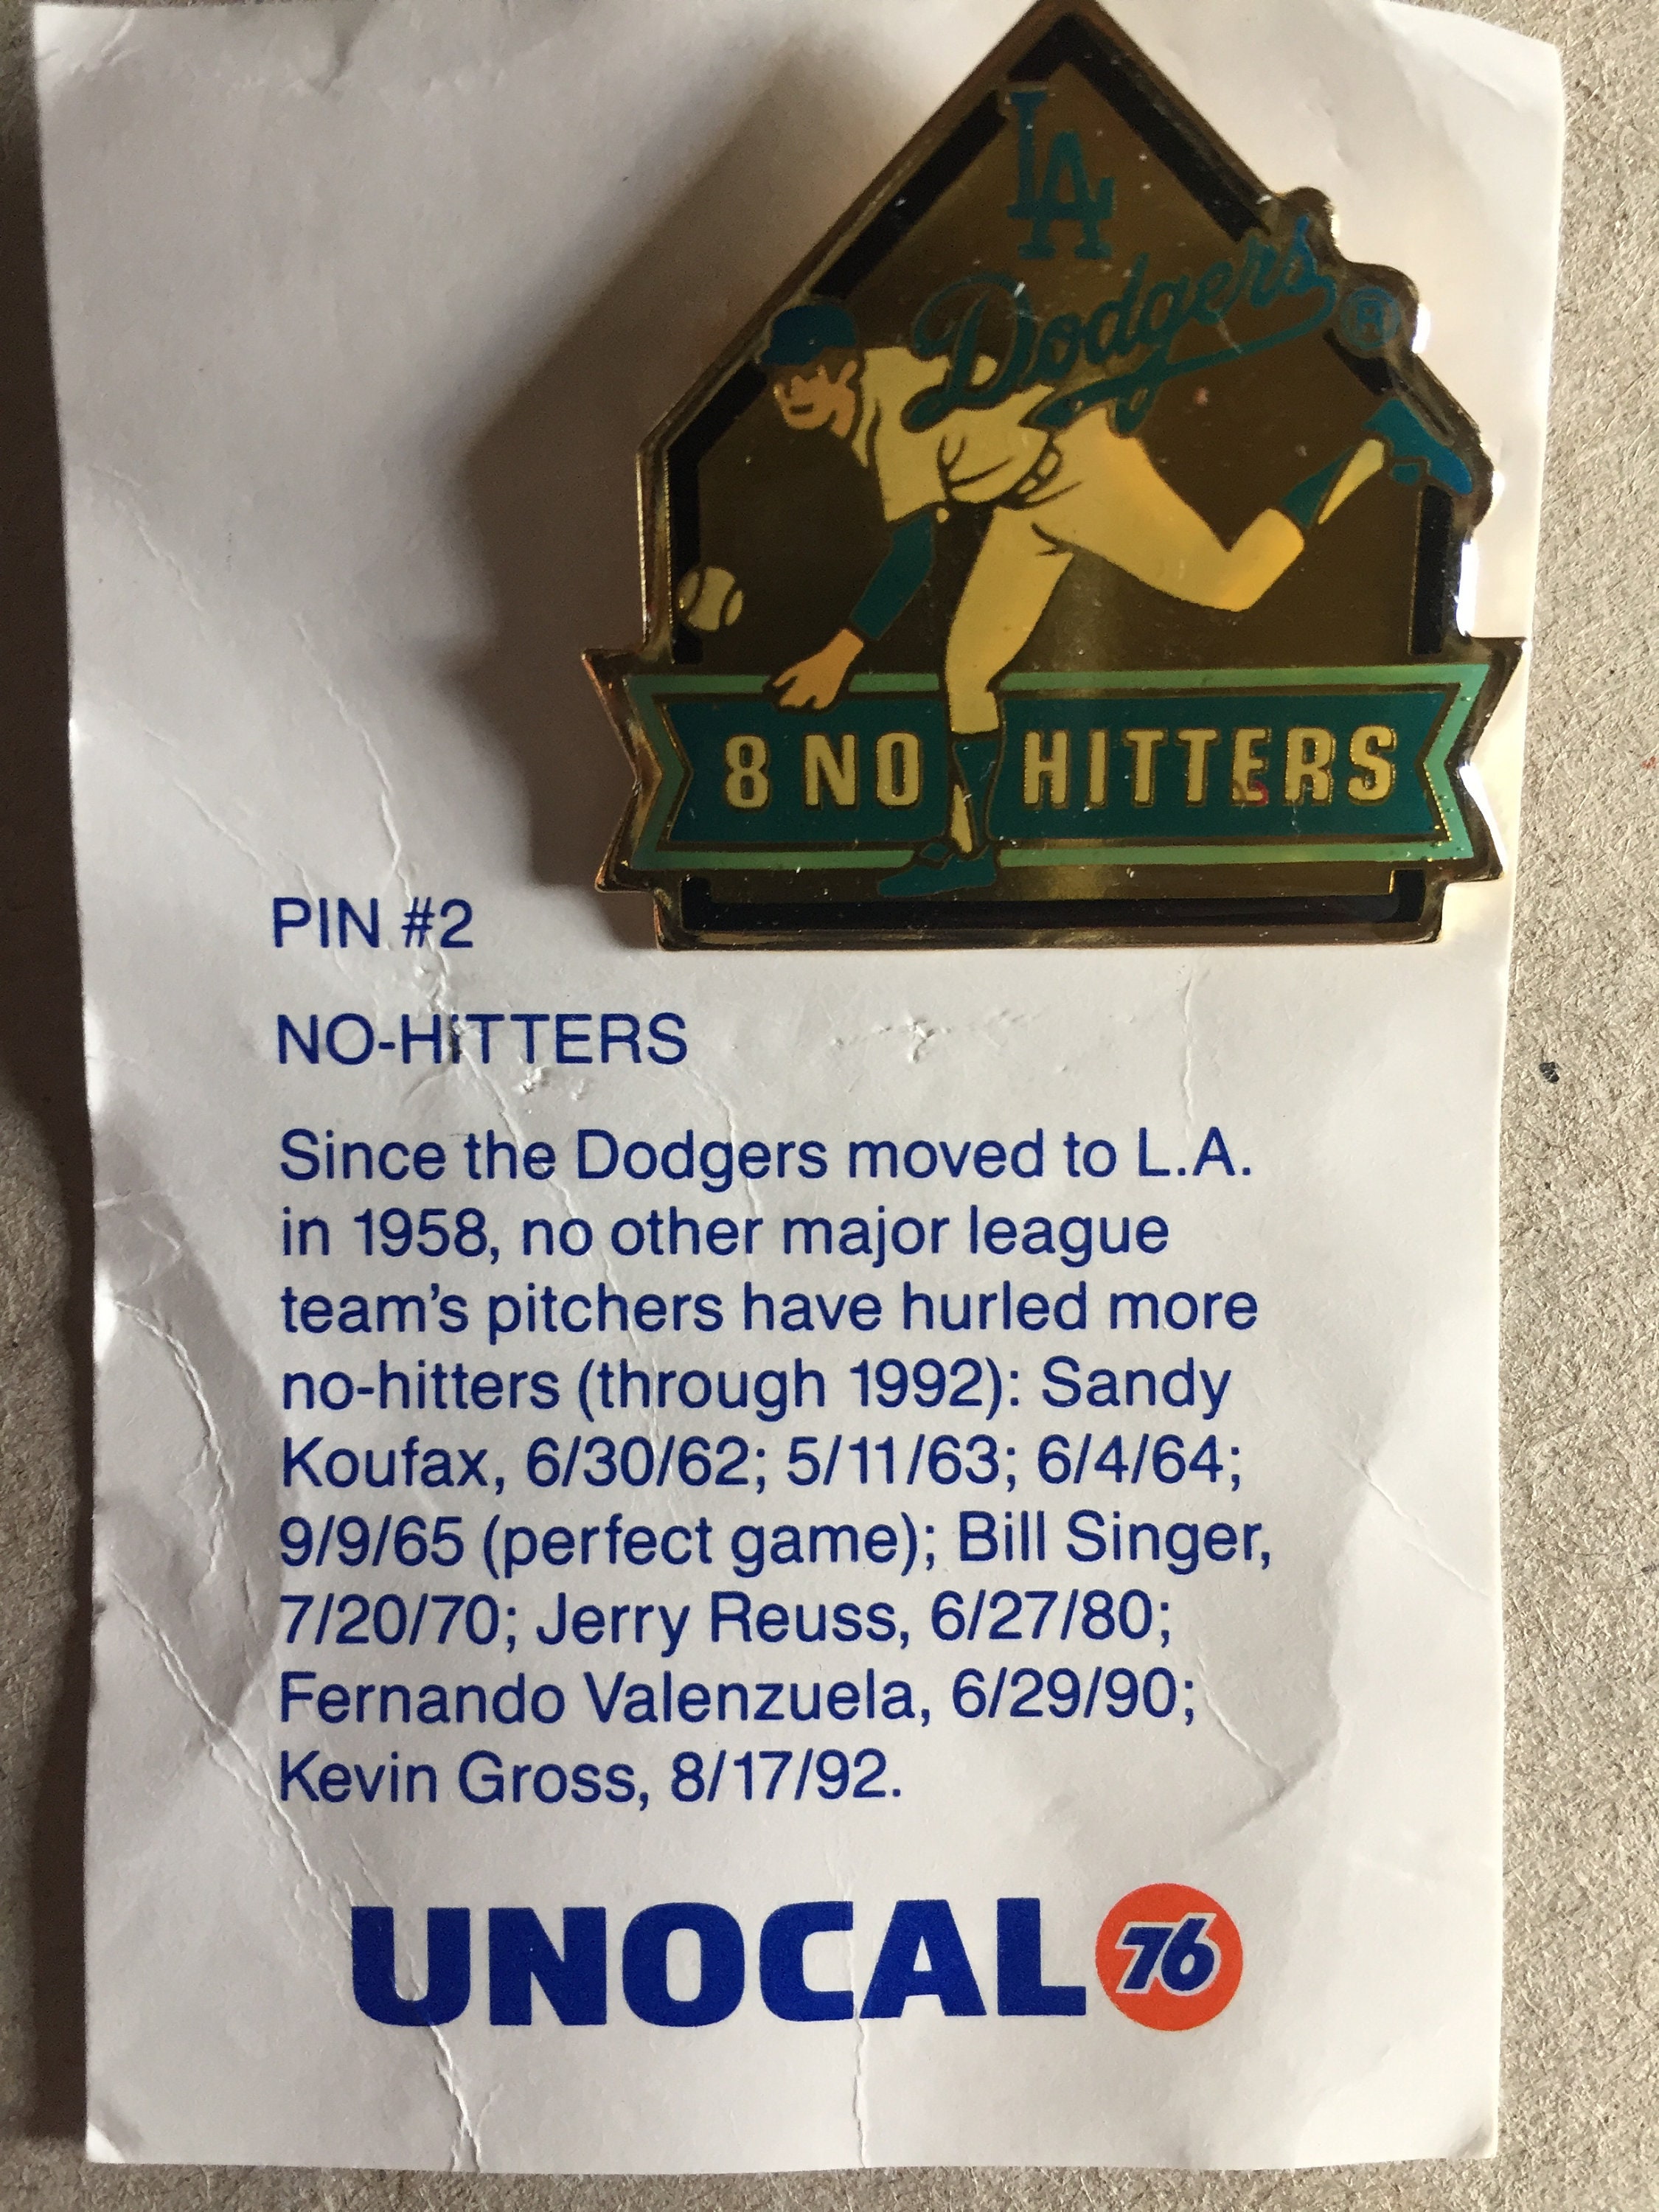 LA
Dodgers ®
8 NO HITTERS
PIN #2
NO-HITTERS
Since the Dodgers moved to L.A.
in 1958, no other major league
team's pitchers have hurled more
no-hitters (through 1992): Sandy
Koufax, 6/30/62; 5/11/63; 6/4/64;
9/9/65 (perfect game); Bill Singer,
7/20/70; Jerry Reuss, 6/27/80;
Fernando Valenzuela, 6/29/90;
Kevin Gross, 8/17/92.
UNOCAL 76